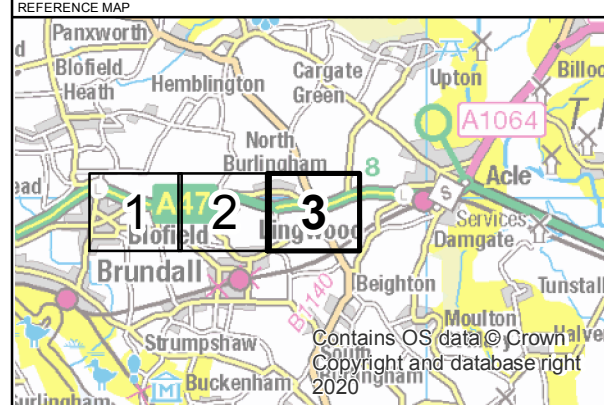 REFERENCE MAP
Panxworth
Blofield
Heath
Hemblington
Cargate
Green
Upton
A1064
North
Burlingham
8
Acle
1
A47
2
3
S
Services
Blofield
Lingwood
Damgate
Brundall
Beighton
B1140
Strumpshaw
Moulton
Buckenham
Contains OS data © Crown
Copyright and database right
2020